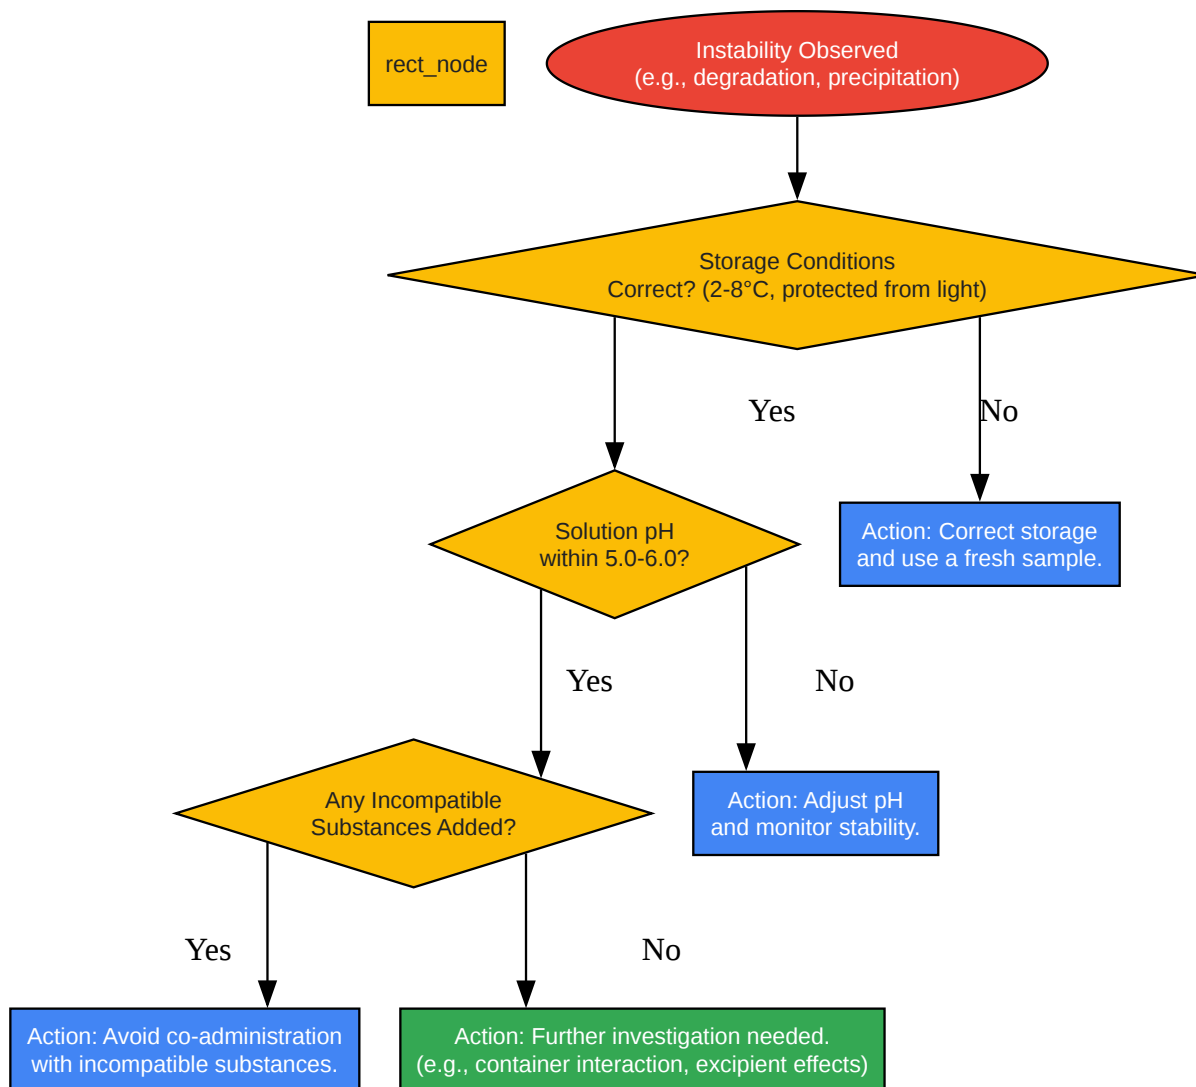 rect_node
Instability Observed
(e.g., degradation, precipitation)
Storage Conditions
Correct? (2-8°C, protected from light)
Yes
No
Solution pH
within 5.0-6.0?
Action: Correct storage
and use a fresh sample.
Yes
No
Any Incompatible
Substances Added?
Action: Adjust pH
and monitor stability.
Yes
No
Action: Avoid co-administration
with incompatible substances.
Action: Further investigation needed.
(e.g., container interaction, excipient effects)